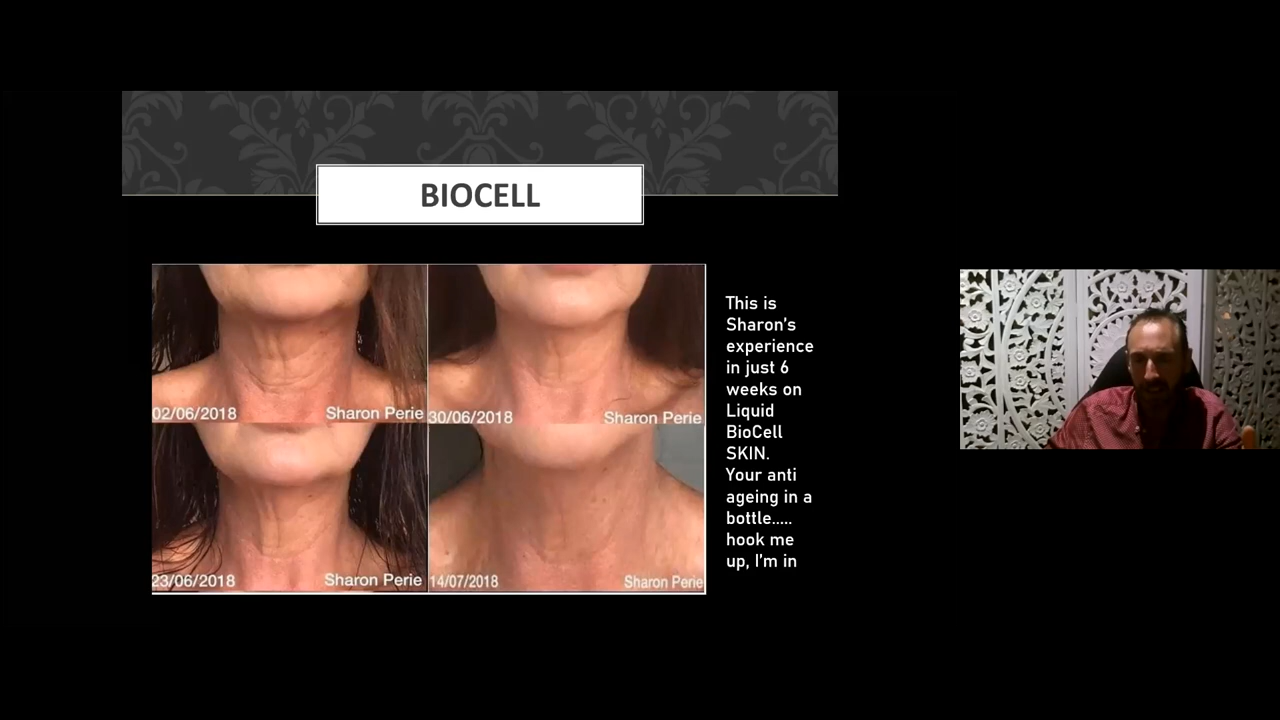 BIOCELL
02/06/2018 Sharon Perie
30/06/2018 Sharon Perie
23/06/2018 Sharon Perie
14/07/2018 Sharon Perie
This is
Sharon's
experience
in just 6
weeks on
Liquid
BioCell
SKIN.
Your anti
ageing in a
bottle.....
hook me
up, I'm in